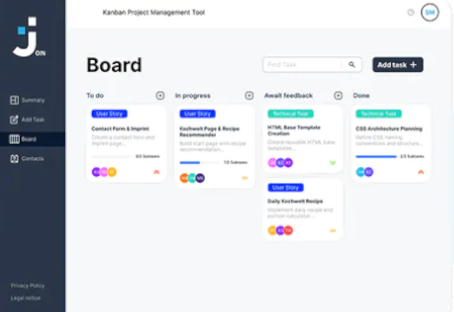 Kanban Project Management Tool
SM
Join
Board
Find Task
Add task +
Summary
Add Task
Board
Contacts
To do
In progress
Await feedback
Done
User Story
Contact Form & Imprint
Create a contact form and
imprint page...
0/2 Subtasks
User Story
Kochwelt Page & Recipe
Recommender
Build start page with recipe
recommendation...
1/2 Subtasks
Technical Task
HTML Base Template
Creation
Create reusable HTML base
template...
User Story
Daily Kochwelt Recipe
Implement daily recipe and
portion calculator...
Technical Task
CSS Architecture Planning
Define CSS naming
conventions and structure...
2/2 Subtasks
Privacy Policy
Legal notice